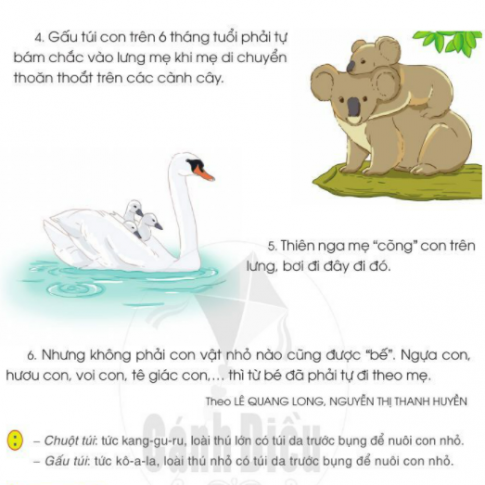 4. Gấu túi con trên 6 tháng tuổi phải tự
bám chắc vào lưng mẹ khi mẹ di chuyển
thoăn thoắt trên các cành cây.
5. Thiên nga mẹ “cõng” con trên
lưng, bơi đi đây đi đó.
6. Nhưng không phải con vật nhỏ nào cũng được “bế”. Ngựa con,
hươu con, voi con, tê giác con,... thì từ bé đã phải tự đi theo mẹ.
Theo LÊ QUANG LONG, NGUYỄN THỊ THANH HUYỀN
Cánh Diều
– Chuột túi: tức kang-gu-ru, loài thú lớn có túi da trước bụng để nuôi con nhỏ.
– Gấu túi: tức kô-a-la, loài thú nhỏ có túi da trước bụng để nuôi con nhỏ.